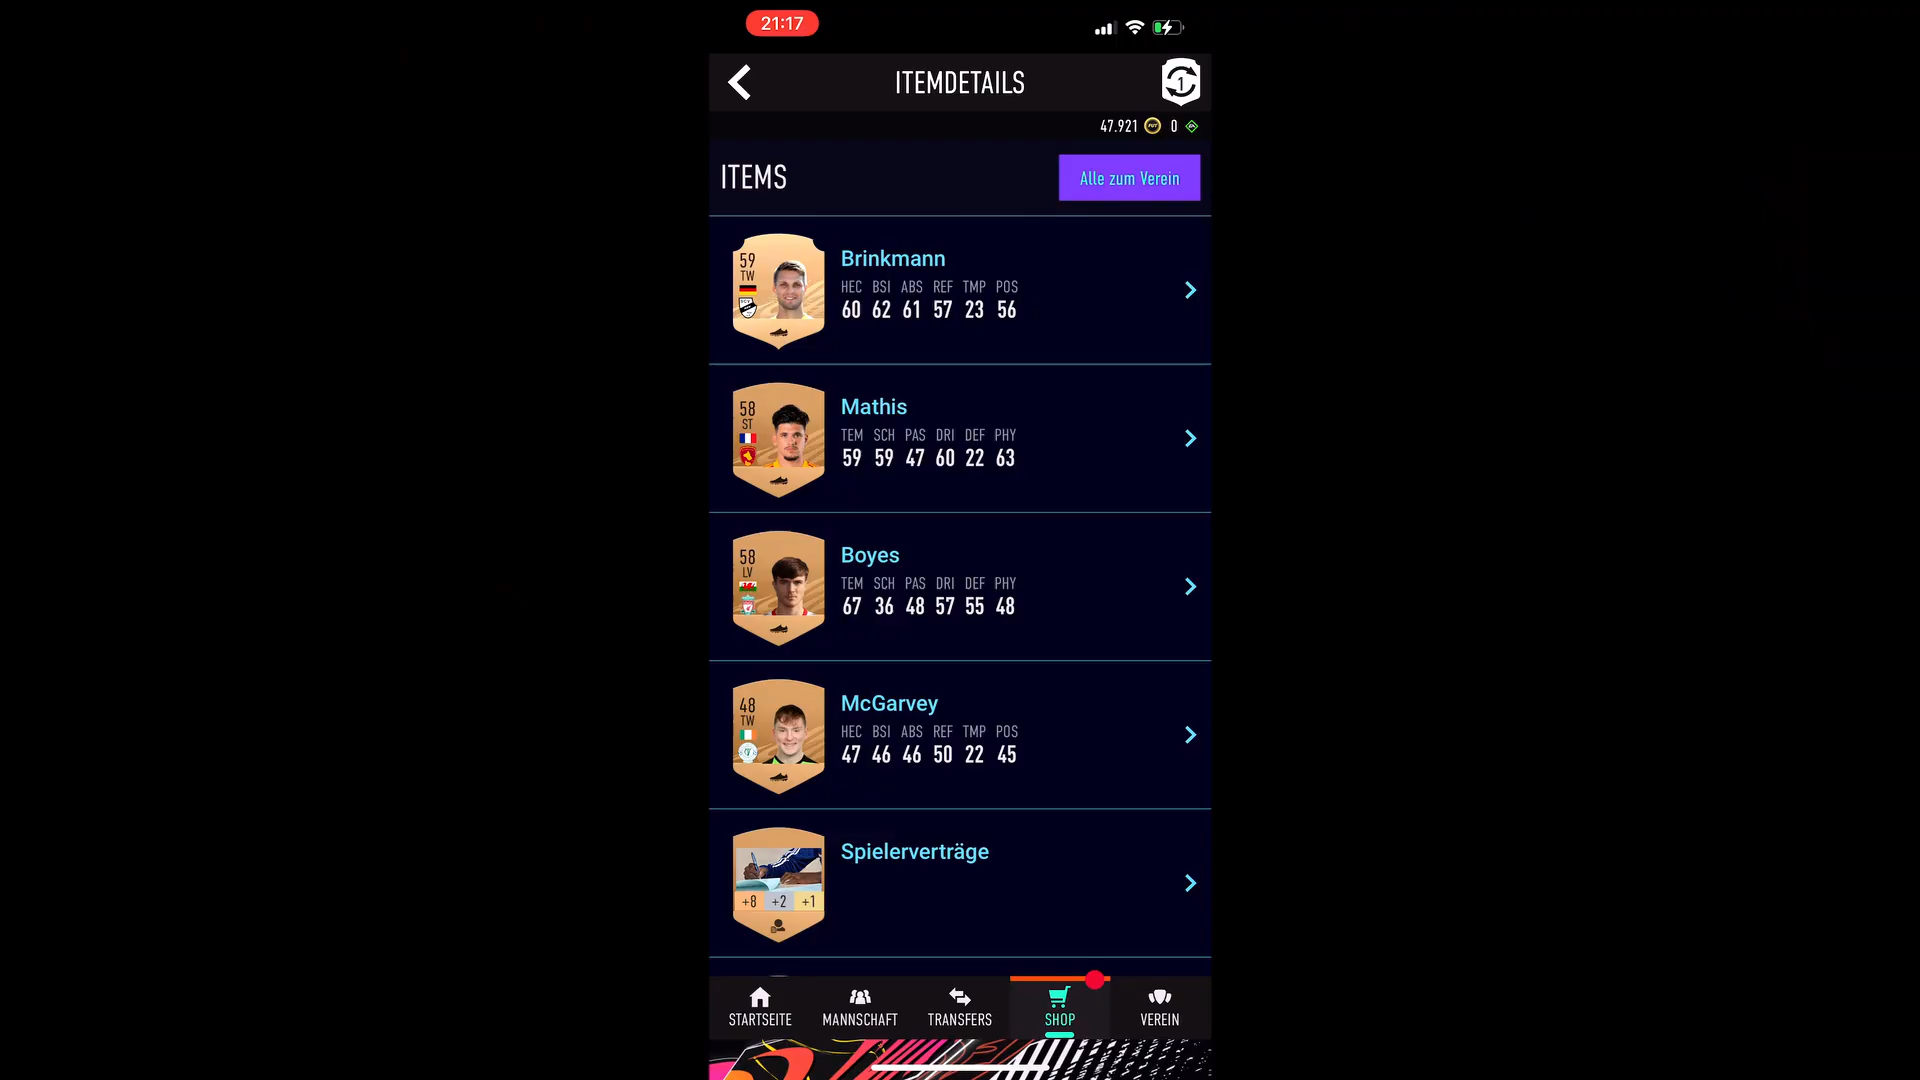 21:17
ITEMDETAILS
1
47.921 0
ITEMS
Alle zum Verein
59
TW
Brinkmann
HEC BSI ABS REF TMP POS
60 62 61 57 23 56
58
ST
Mathis
TEM SCH PAS DRI DEF PHY
59 59 47 60 22 63
58
LV
Boyes
TEM SCH PAS DRI DEF PHY
67 36 48 57 55 48
48
TW
McGarvey
HEC BSI ABS REF TMP POS
47 46 46 50 22 45
Spielerverträge
+8 +2 +1
STARTSEITE MANNSCHAFT TRANSFERS SHOP VEREIN